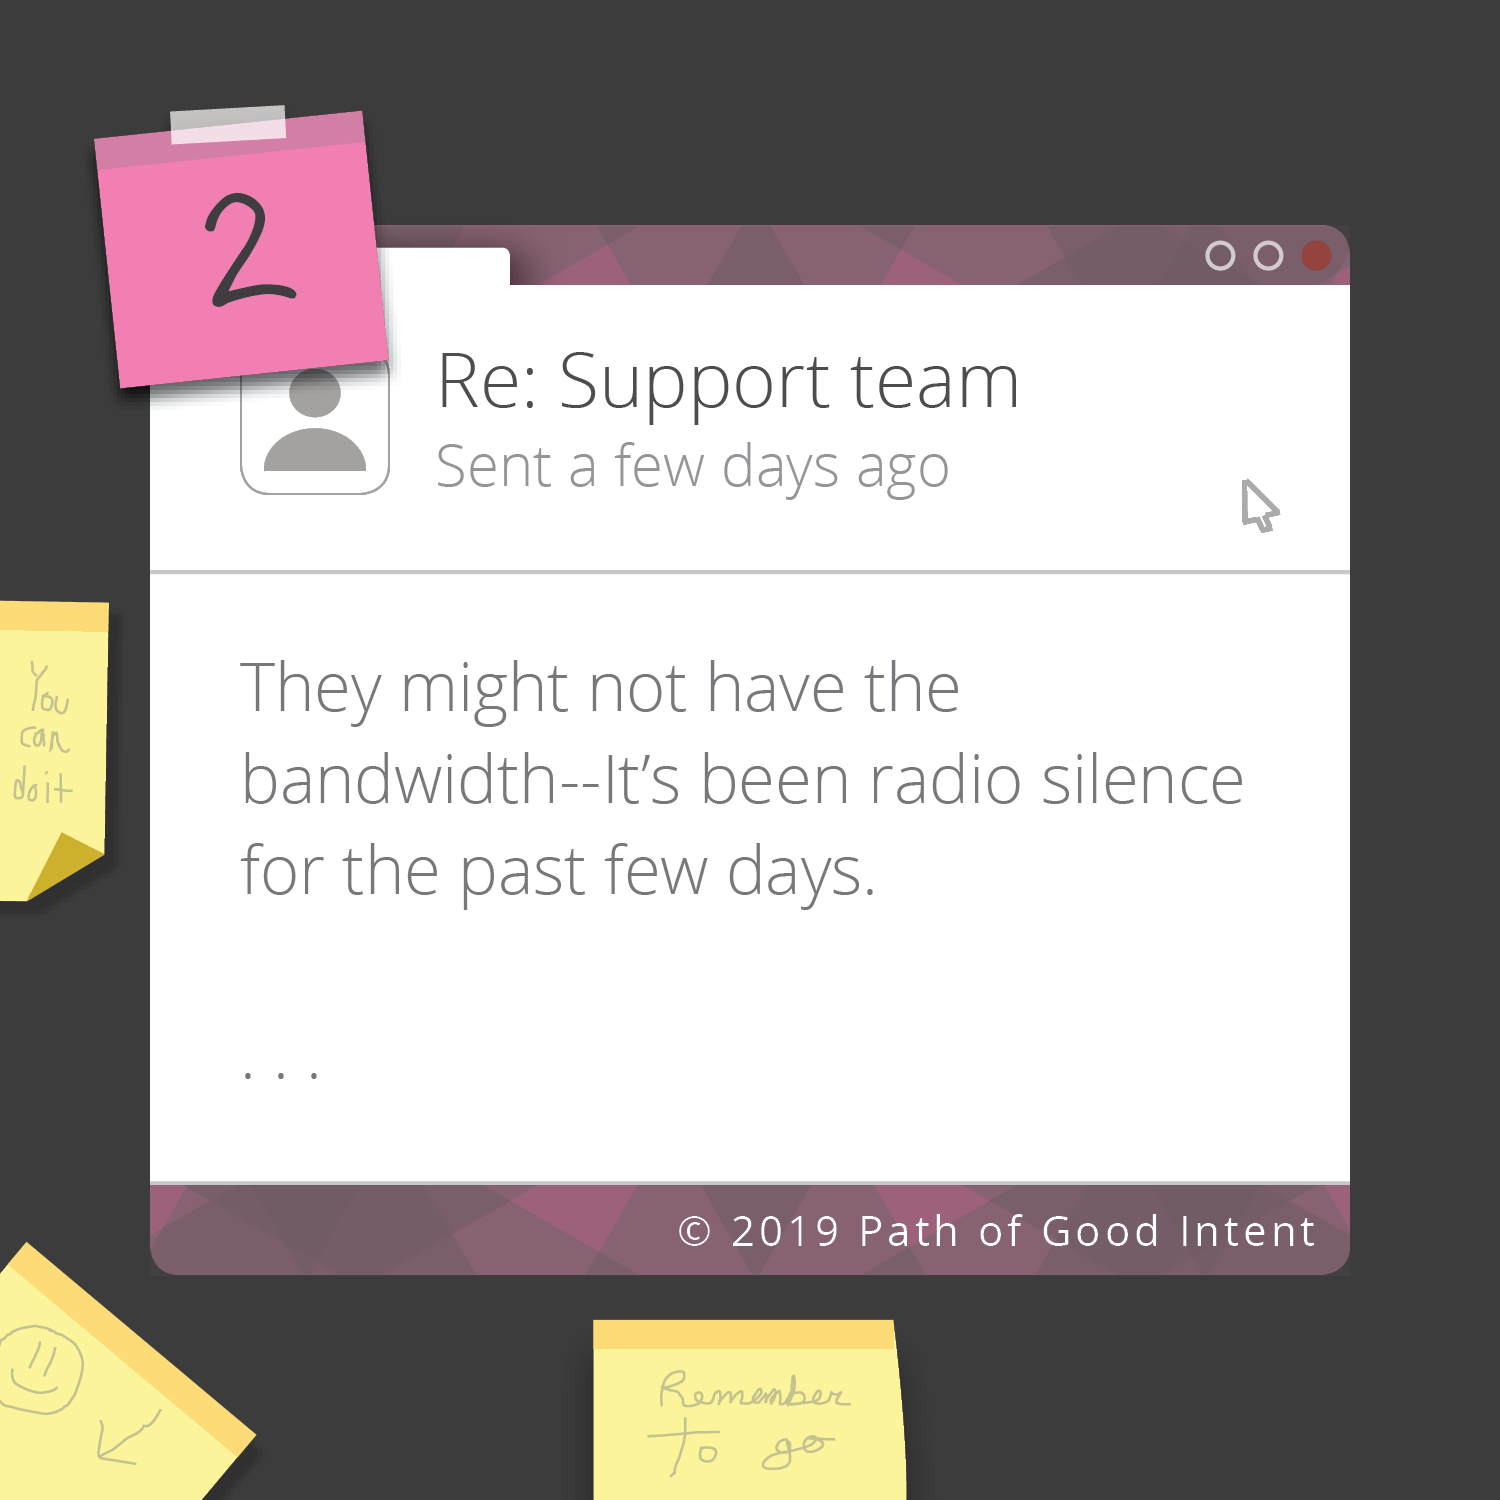 2
Re: Support team
Sent a few days ago
You
can
do it
They might not have the
bandwidth--It’s been radio silence
for the past few days.
. . .
© 2019 Path of Good Intent
Remember
To go